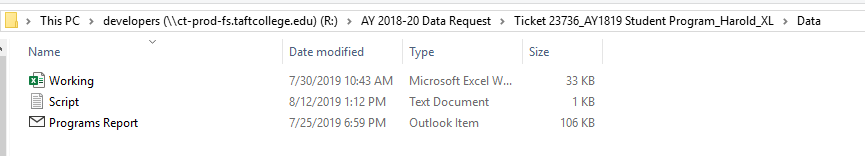 This PC > developers (\\ct-prod-fs.taftcollege.edu) (R:) > AY 2018-20 Data Request > Ticket 23736_AY1819 Student Program_Harold_XL > Data
Name Date modified Type Size
Working 7/30/2019 10:43 AM Microsoft Excel W... 33 KB
Script 8/12/2019 1:12 PM Text Document 1 KB
Programs Report 7/25/2019 6:59 PM Outlook Item 106 KB